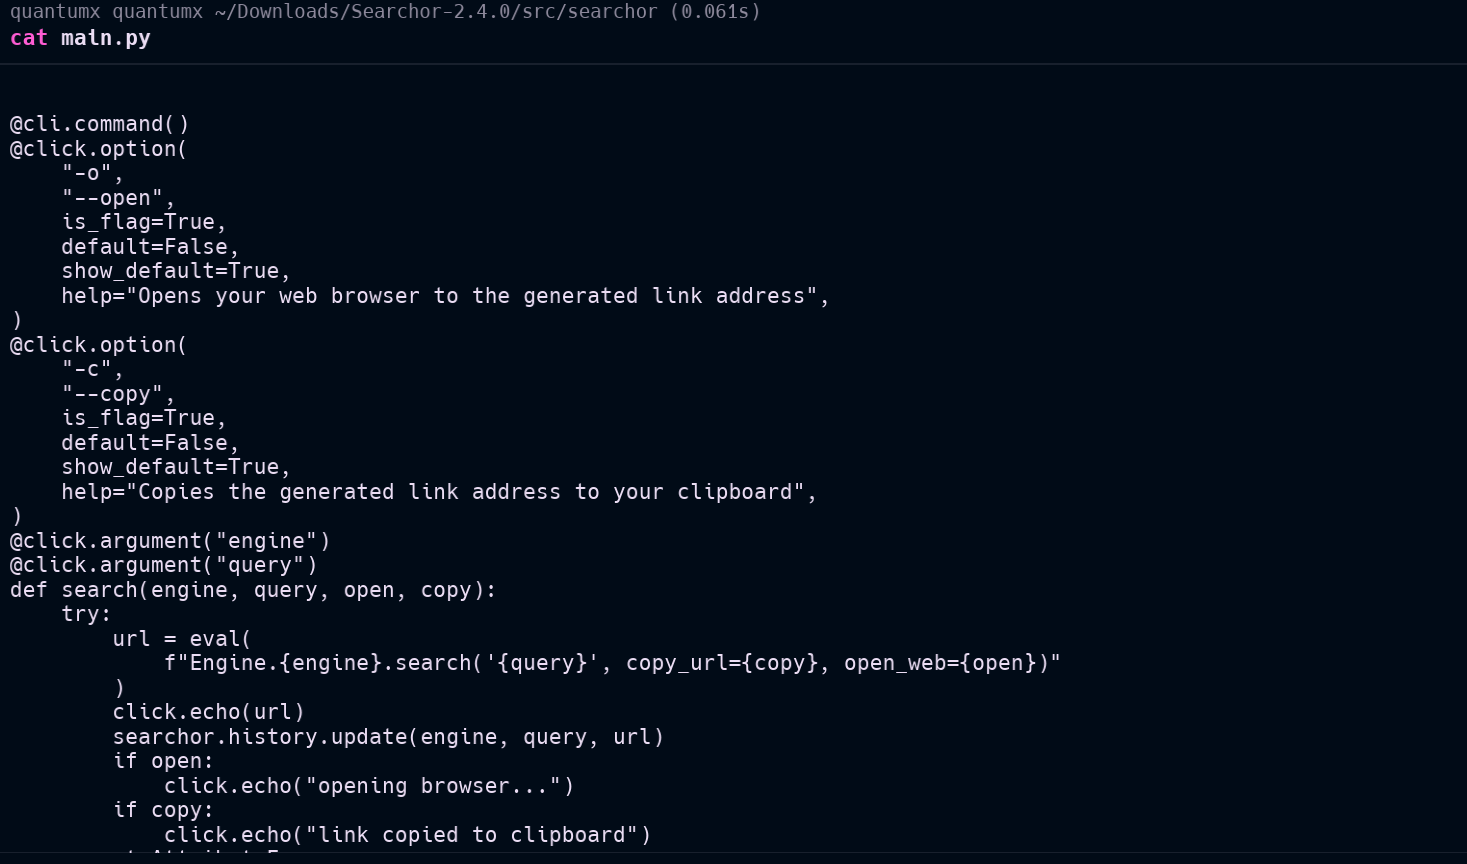 quantumx quantumx ~/Downloads/Searchor-2.4.0/src/searchor (0.061s)
cat main.py
@cli.command()
@click.option(
    "-o",
    "--open",
    is_flag=True,
    default=False,
    show_default=True,
    help="Opens your web browser to the generated link address",
)
@click.option(
    "-c",
    "--copy",
    is_flag=True,
    default=False,
    show_default=True,
    help="Copies the generated link address to your clipboard",
)
@click.argument("engine")
@click.argument("query")
def search(engine, query, open, copy):
    try:
        url = eval(
            f"Engine.{engine}.search('{query}', copy_url={copy}, open_web={open})"
        )
        click.echo(url)
        searchor.history.update(engine, query, url)
        if open:
            click.echo("opening browser...")
        if copy:
            click.echo("link copied to clipboard")